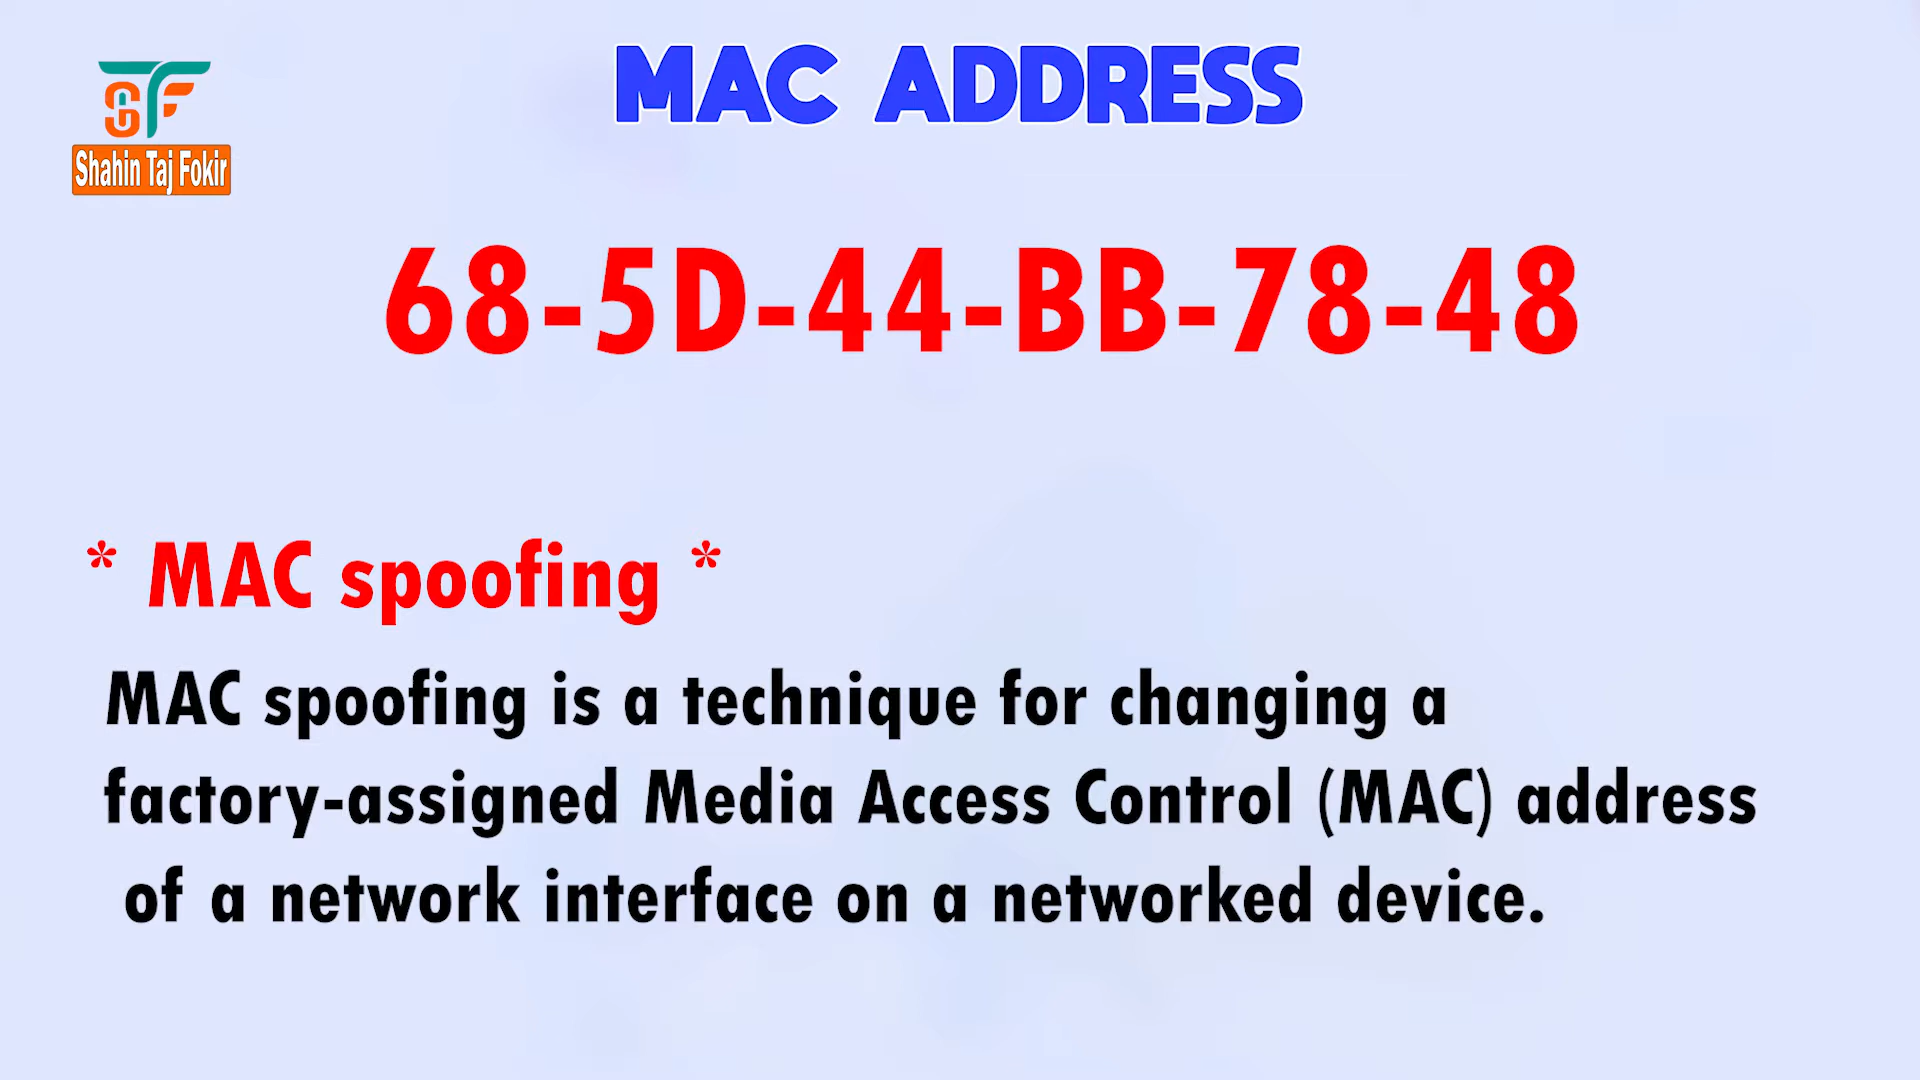 MAC ADDRESS
STF
Shahin Taj Fokir
68-5D-44-BB-78-48
* MAC spoofing *
MAC spoofing is a technique for changing a
factory-assigned Media Access Control (MAC) address
of a network interface on a networked device.